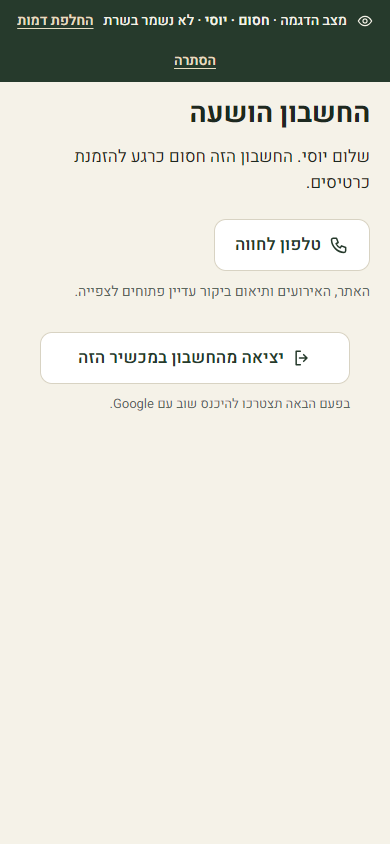 מצב הדגמה · חסום · יוסי · לא נשמר בשרת החלפת דמות
הסתרה
החשבון הושעה
שלום יוסי. החשבון הזה חסום כרגע להזמנת
כרטיסים.
טלפון לחווה
האתר, האירועים ותיאום ביקור עדיין פתוחים לצפייה.
יציאה מהחשבון במכשיר הזה
בפעם הבאה תצטרכו להיכנס שוב עם Google.